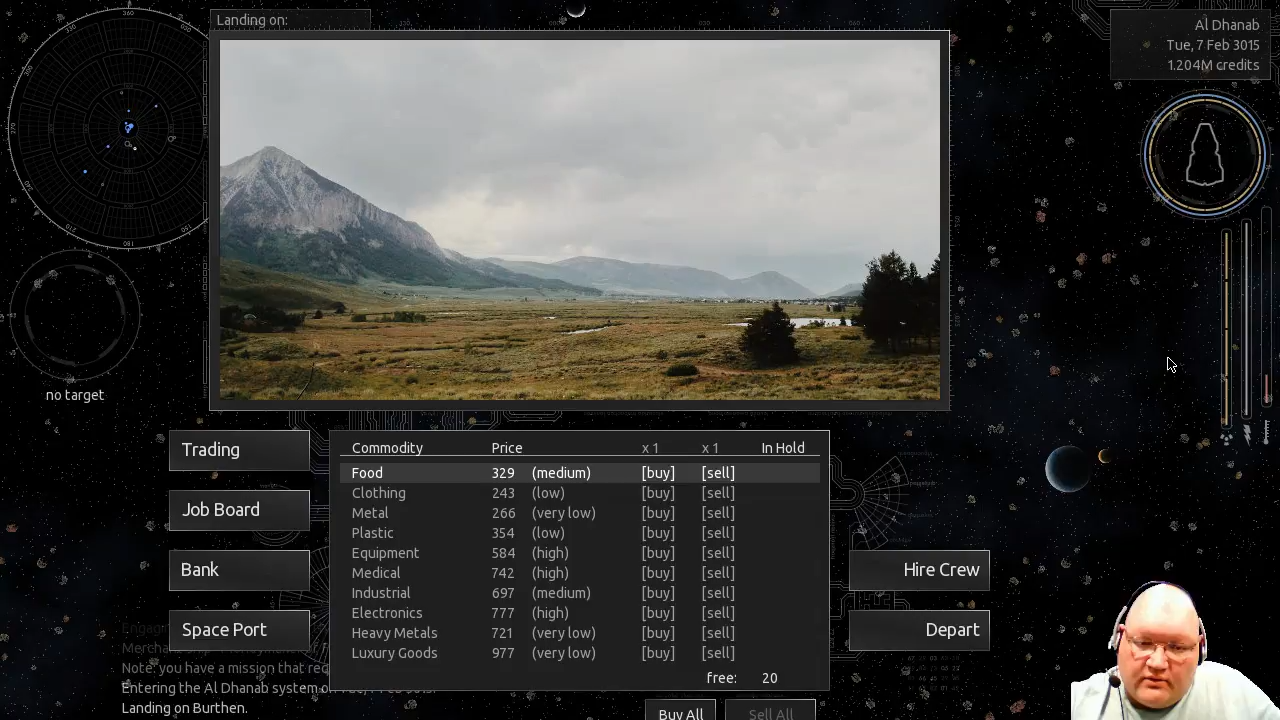 Landing on:
Al Dhanab
Tue, 7 Feb 3015
1.204M credits
no target
Trading
Job Board
Bank
Space Port
Commodity Price x 1 x 1 In Hold
Food 329 (medium) [buy] [sell]
Clothing 243 (low) [buy] [sell]
Metal 266 (very low) [buy] [sell]
Plastic 354 (low) [buy] [sell]
Equipment 584 (high) [buy] [sell]
Medical 742 (high) [buy] [sell]
Industrial 697 (medium) [buy] [sell]
Electronics 777 (high) [buy] [sell]
Heavy Metals 721 (very low) [buy] [sell]
Luxury Goods 977 (very low) [buy] [sell]
free: 20
Buy All Sell All
Hire Crew
Depart
Note: you have a mission that
Entering the Al Dhanab system
Landing on Burthen.